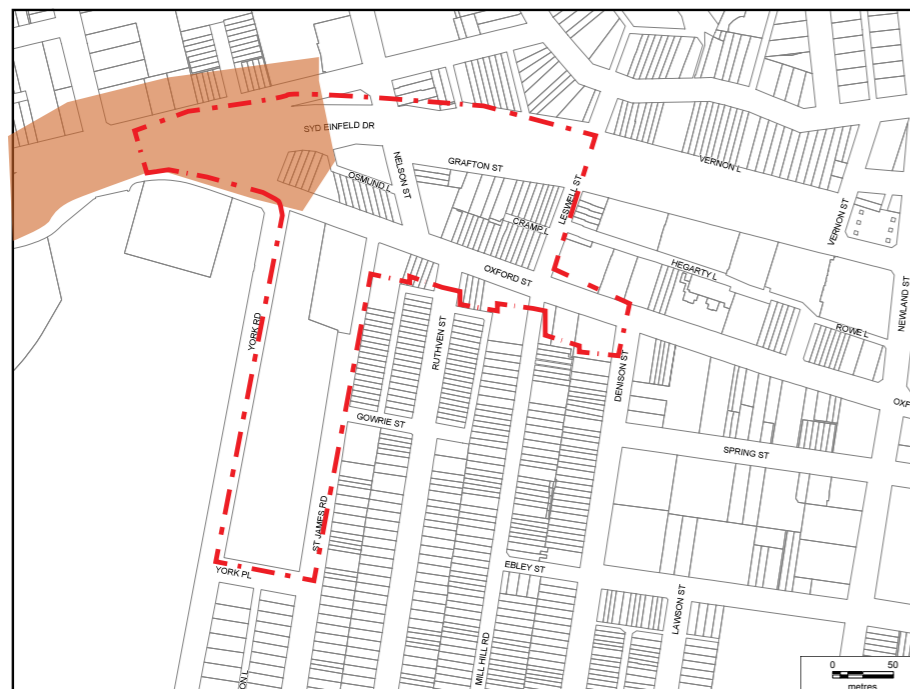 SYD EINFELD DR
OSMUND L
NELSON ST
GRAFTON ST
VERNON L
LESWELL ST
CRAMP L
VERNON ST
HEGARTY L
OXFORD ST
NEWLAND ST
ROWE L
YORK RD
RUTHVEN ST
DENISON ST
OXF
GOWRIE ST
SPRING ST
ST JAMES RD
EBLEY ST
YORK PL
LAWSON ST
MILL HILL RD
ON L
0 50
metres